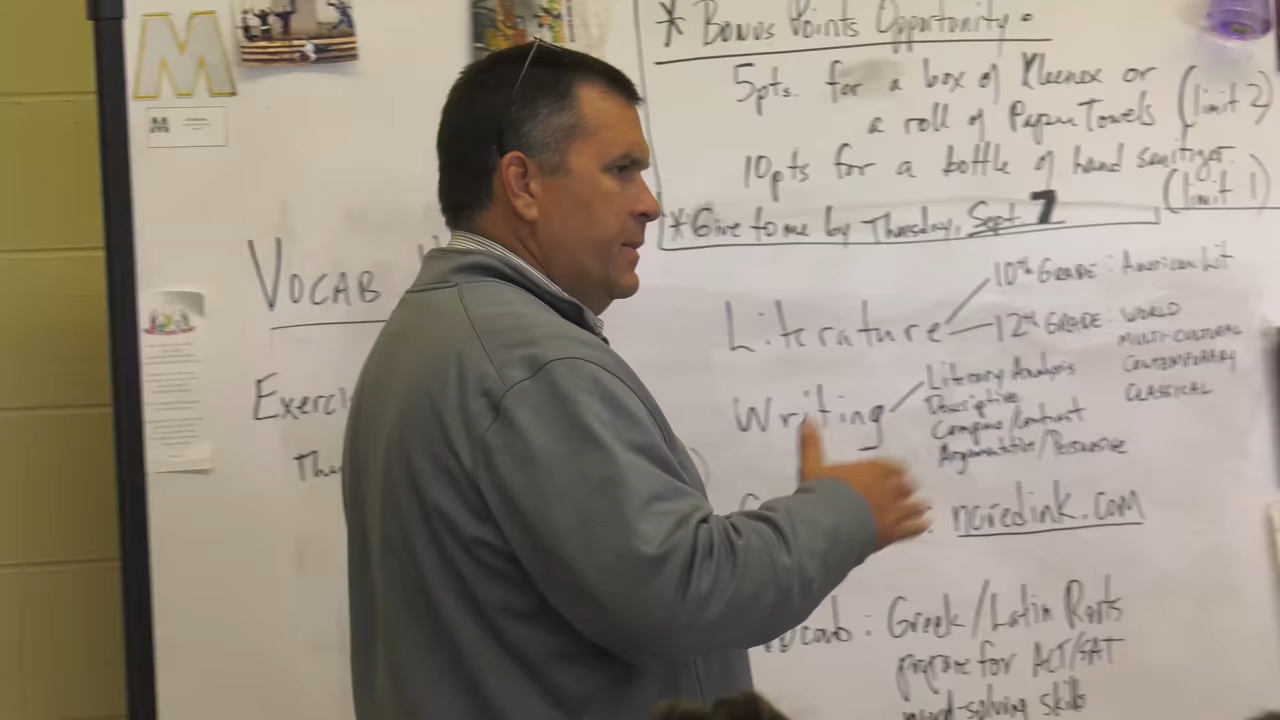 M
* Bonus Points Opportunity:
5pts. for a box of Kleenex or
a roll of Paper Towels (limit 2)
10pts for a bottle of hand sanitizer.
(limit 1)
* Give to me by Thursday, Sept. 7
VOCAB
Exerci
The
Literature
10th GRADE: American Lit
12th GRADE: WORLD
MULTI-CULTURAL
CONTEMPORARY
CLASSICAL
Writing
Literary Analysis
Descriptive
Compare/Contrast
Argumentative/Persuasive
noredink.com
ocab: Greek/Latin Roots
prepare for ACT/SAT
word-solving skills